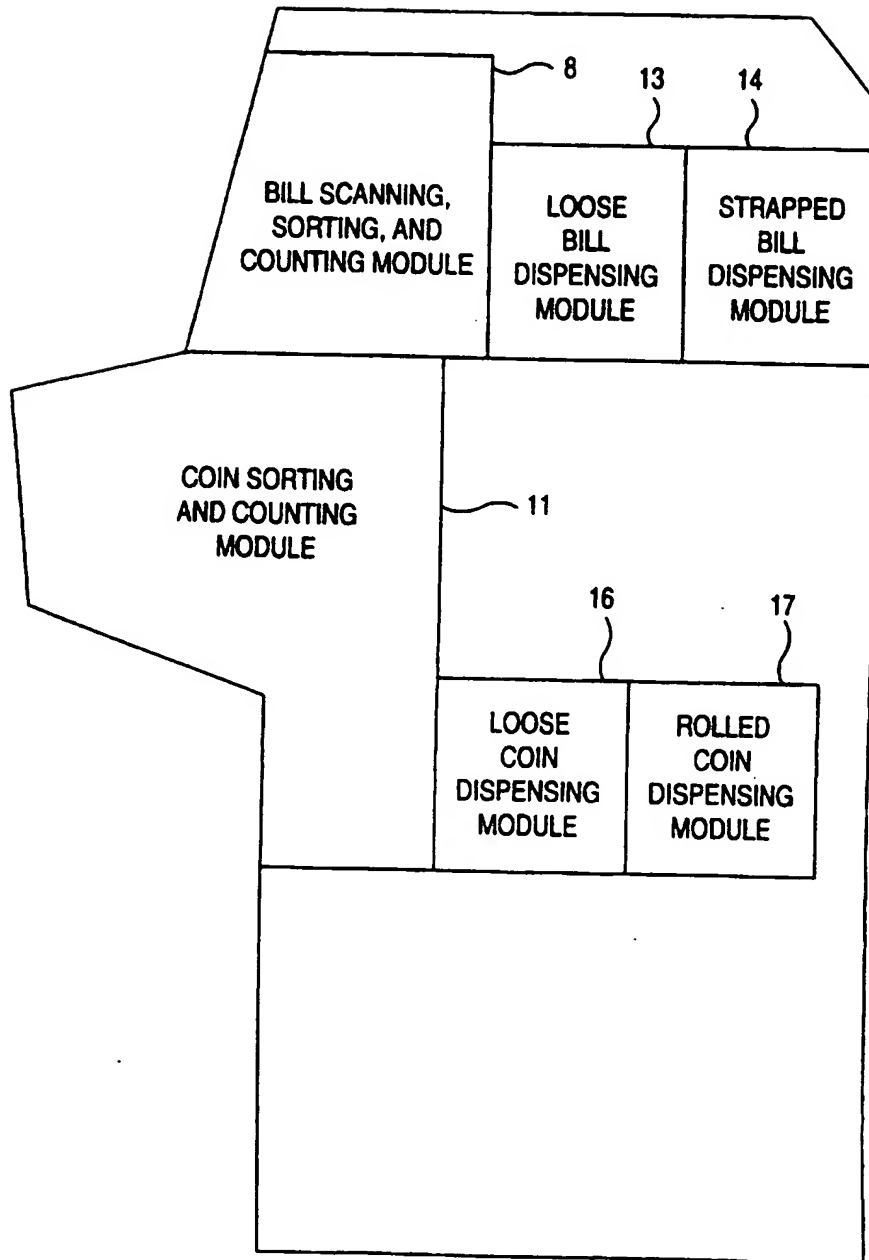 8
13
14
BILL SCANNING,
SORTING, AND
COUNTING MODULE
LOOSE
BILL
DISPENSING
MODULE
STRAPPED
BILL
DISPENSING
MODULE
COIN SORTING
AND COUNTING
MODULE
11
16
17
LOOSE
COIN
DISPENSING
MODULE
ROLLED
COIN
DISPENSING
MODULE